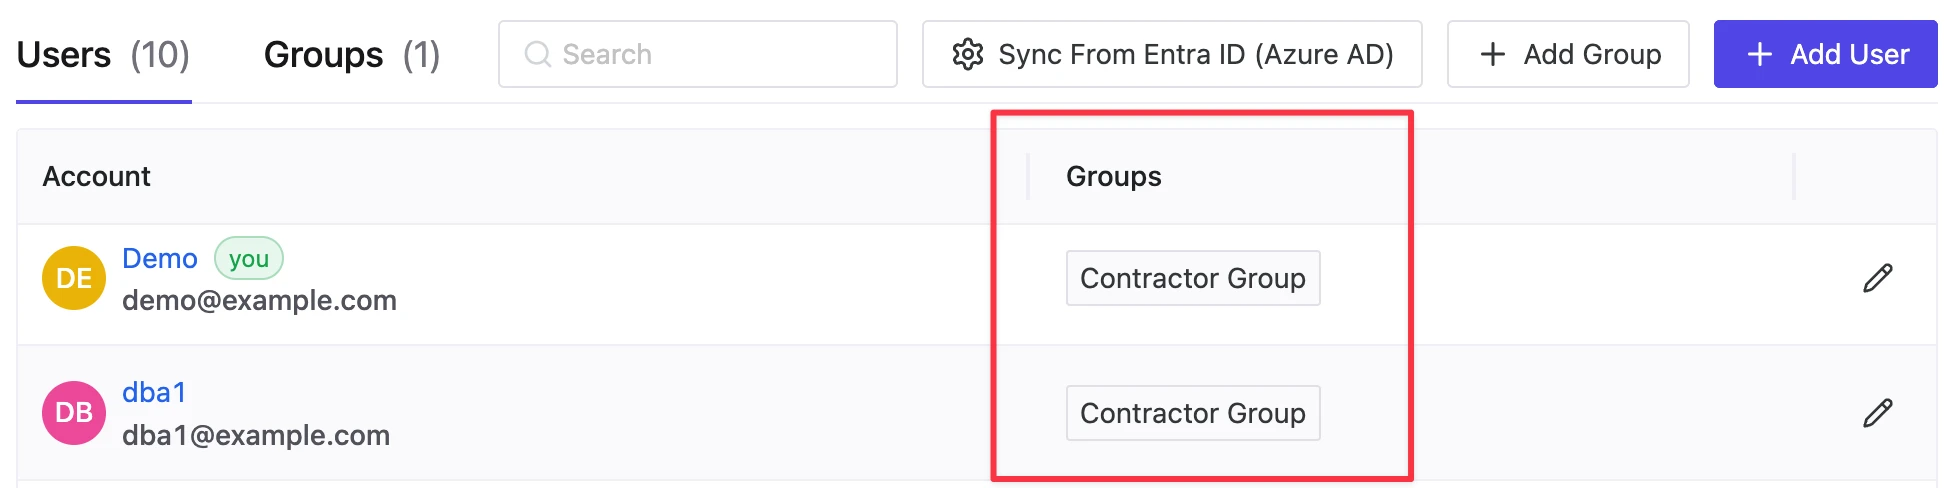 Users (10) Groups (1) Search Sync From Entra ID (Azure AD) + Add Group + Add User
Account Groups
DE Demo you Contractor Group
demo@example.com
DB dba1 Contractor Group
dba1@example.com